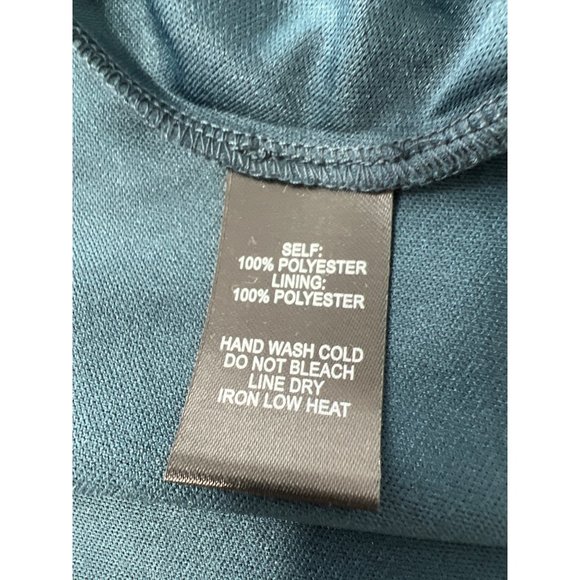 SELF:
100% POLYESTER
LINING:
100% POLYESTER
HAND WASH COLD
DO NOT BLEACH
LINE DRY
IRON LOW HEAT